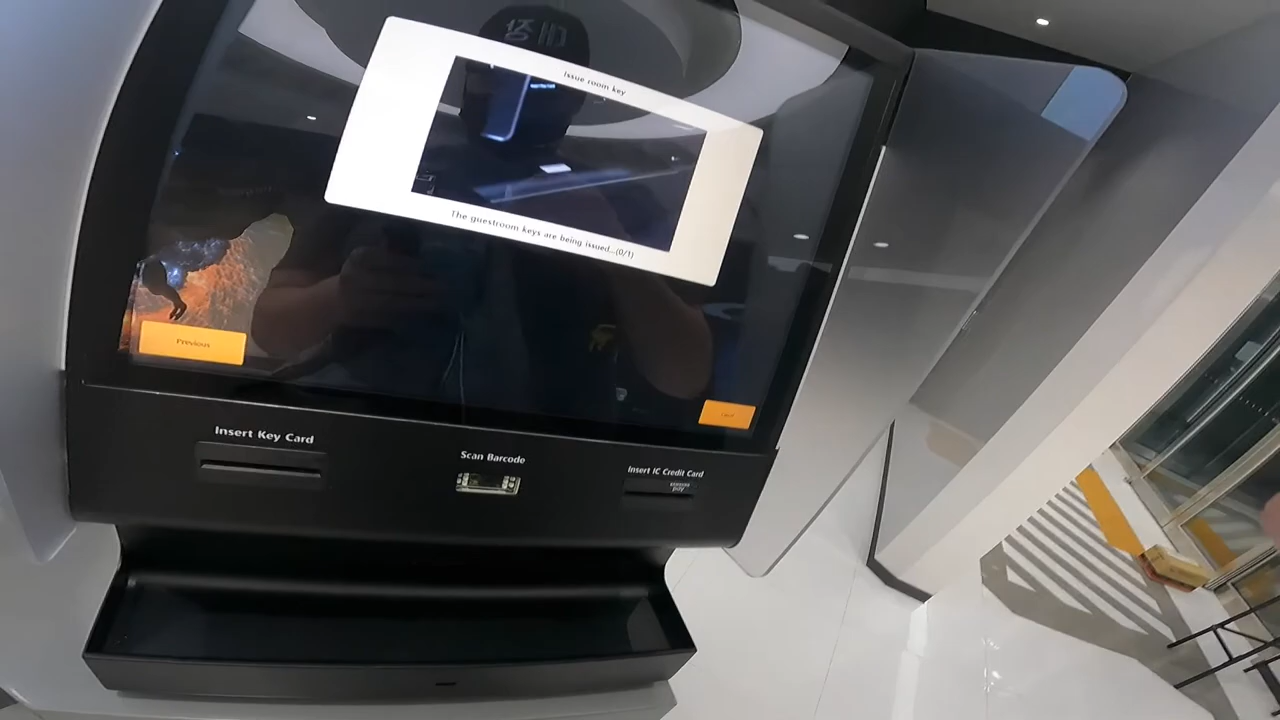 Issue room key
The guestroom keys are being issued...(0/1)
Previous
Insert Key Card
Scan Barcode
Insert IC Credit Card
pay